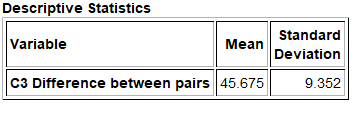 Descriptive Statistics
Variable Mean Standard Deviation
C3 Difference between pairs 45.675 9.352